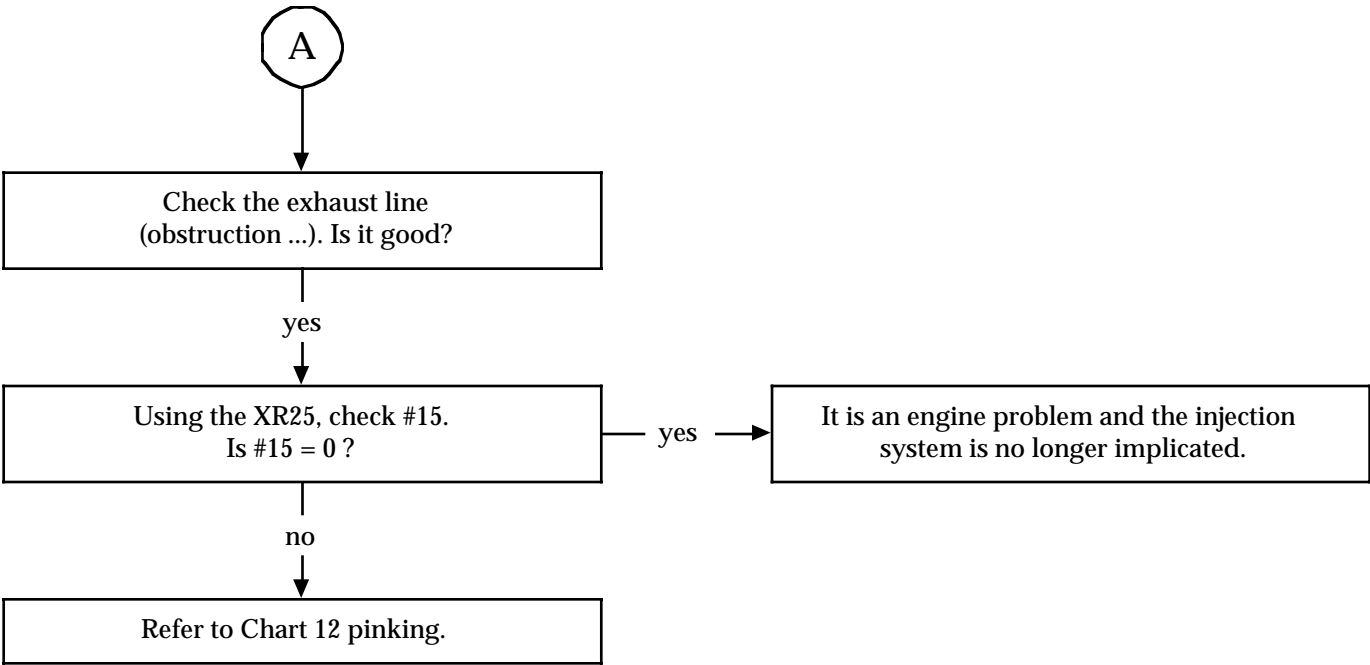 A
Check the exhaust line
(obstruction ...). Is it good?
yes
Using the XR25, check #15.
Is #15 = 0 ?
yes
It is an engine problem and the injection
system is no longer implicated.
no
Refer to Chart 12 pinking.